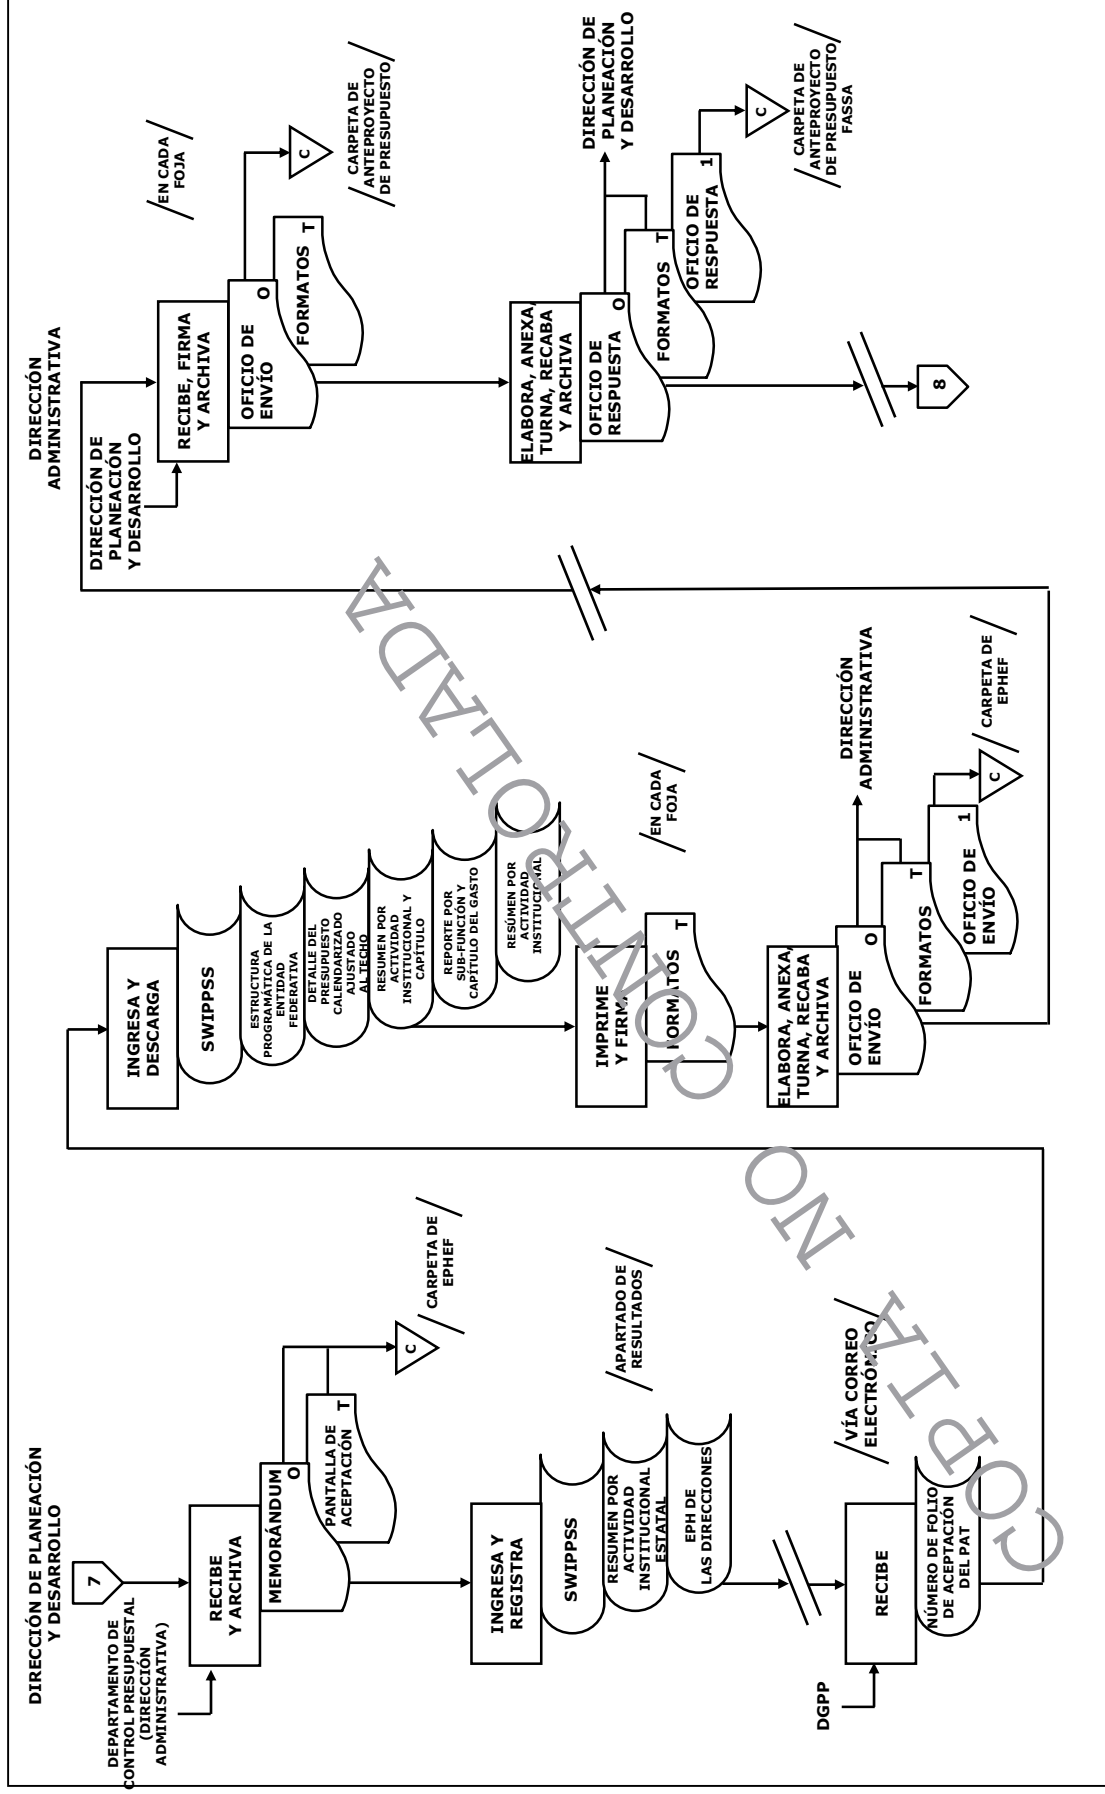 DIRECCIÓN DE PLANEACIÓN
Y DESARROLLO
7
DEPARTAMENTO DE
CONTROL PRESUPUESTAL
(DIRECCIÓN
ADMINISTRATIVA)
RECIBE
Y ARCHIVA
MEMORÁNDUM
O
PANTALLA DE
ACEPTACIÓN
T
C
CARPETA DE
EPHEF
INGRESA Y
REGISTRA
SWIPPSS
RESUMEN POR
ACTIVIDAD
INSTITUCIONAL
ESTATAL
EPH DE
LAS DIRECCIONES
APARTADO DE
RESULTADOS
DGPP
RECIBE
NÚMERO DE FOLIO
DE ACEPTACIÓN
DEL PAT
VÍA CORREO
ELECTRÓNICO
INGRESA Y
DESCARGA
SWIPPSS
ESTRUCTURA
PROGRAMÁTICA DE LA
ENTIDAD
FEDERATIVA
DETALLE DEL
PRESUPUESTO
CALENDARIZADO
AJUSTADO
AL TECHO
RESUMEN POR
ACTIVIDAD
INSTITUCIONAL Y
CAPÍTULO
REPORTE POR
SUB-FUNCIÓN Y
CAPÍTULO DEL GASTO
RESÚMEN POR
ACTIVIDAD
INSTITUCIONAL
IMPRIME
Y FIRMA
FORMATOS
T
EN CADA
FOJA
ELABORA, ANEXA,
TURNA, RECABA
Y ARCHIVA
OFICIO DE
ENVÍO
O
FORMATOS
T
OFICIO DE
ENVÍO
1
DIRECCIÓN
ADMINISTRATIVA
C
CARPETA DE
EPHEF
DIRECCIÓN
ADMINISTRATIVA
DIRECCIÓN DE
PLANEACIÓN
Y DESARROLLO
RECIBE, FIRMA
Y ARCHIVA
OFICIO DE
ENVÍO
O
FORMATOS
T
EN CADA
FOJA
C
CARPETA DE
ANTEPROYECTO
DE PRESUPUESTO
ELABORA, ANEXA,
TURNA, RECABA
Y ARCHIVA
OFICIO DE
RESPUESTA
O
FORMATOS
T
OFICIO DE
RESPUESTA
1
DIRECCIÓN DE
PLANEACIÓN
Y DESARROLLO
C
CARPETA DE
ANTEPROYECTO
DE PRESUPUESTO
FASSA
8
COPIA NO CONTROLADA